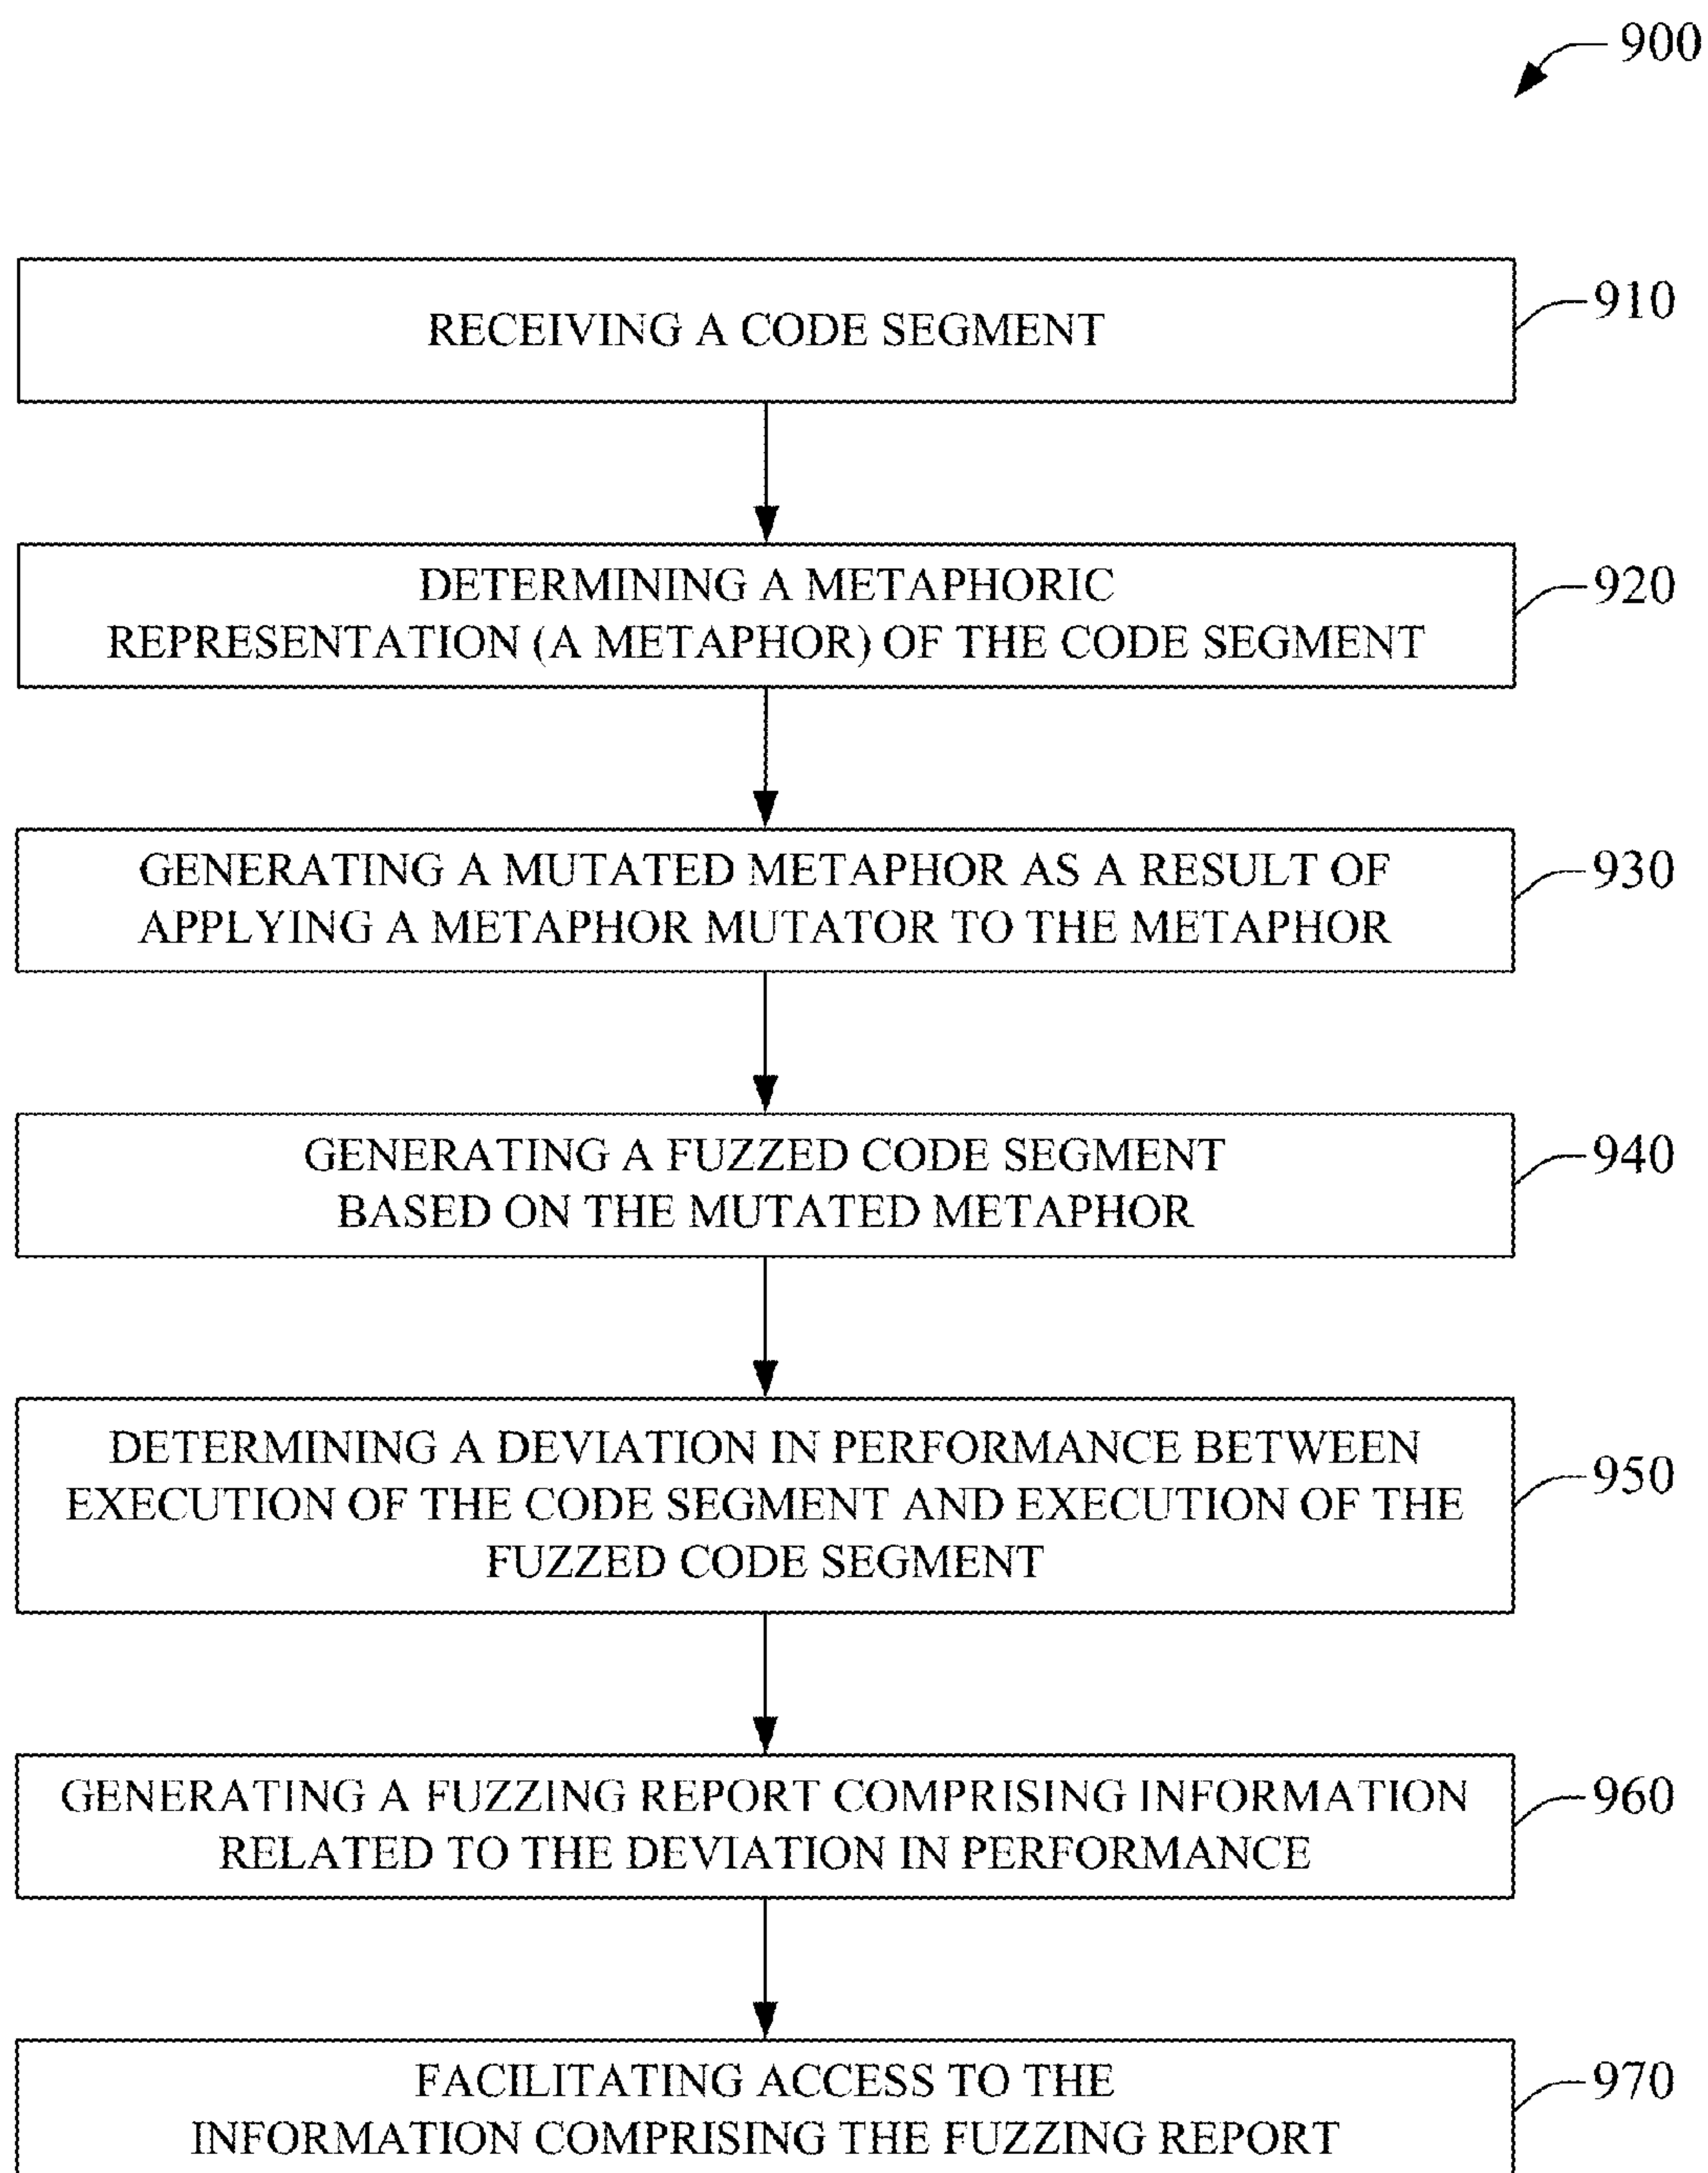 900
RECEIVING A CODE SEGMENT
910
DETERMINING A METAPHORIC
REPRESENTATION (A METAPHOR) OF THE CODE SEGMENT
920
GENERATING A MUTATED METAPHOR AS A RESULT OF
APPLYING A METAPHOR MUTATOR TO THE METAPHOR
930
GENERATING A FUZZED CODE SEGMENT
BASED ON THE MUTATED METAPHOR
940
DETERMINING A DEVIATION IN PERFORMANCE BETWEEN
EXECUTION OF THE CODE SEGMENT AND EXECUTION OF THE
FUZZED CODE SEGMENT
950
GENERATING A FUZZING REPORT COMPRISING INFORMATION
RELATED TO THE DEVIATION IN PERFORMANCE
960
FACILITATING ACCESS TO THE
INFORMATION COMPRISING THE FUZZING REPORT
970